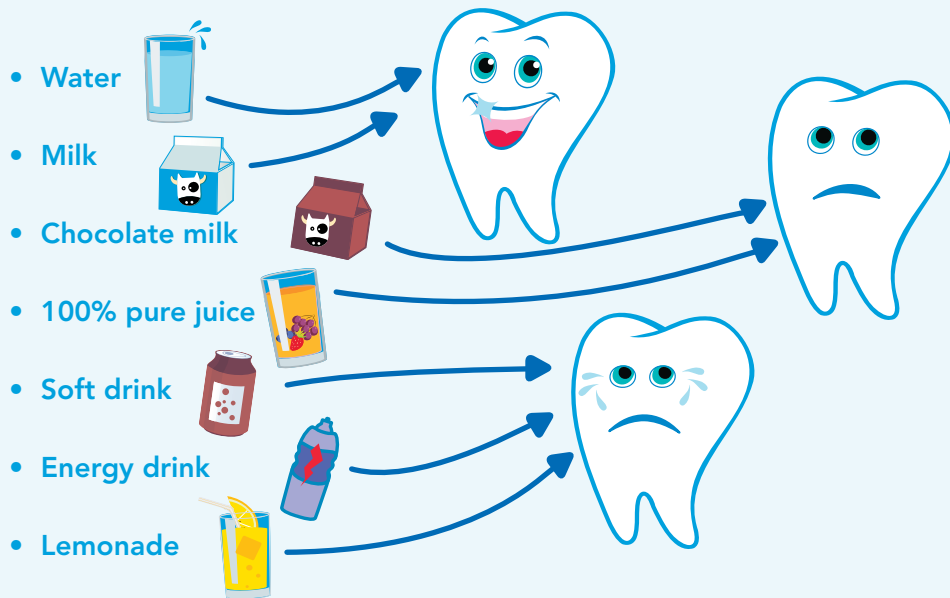 • Water
• Milk
• Chocolate milk
• 100% pure juice
• Soft drink
• Energy drink
• Lemonade